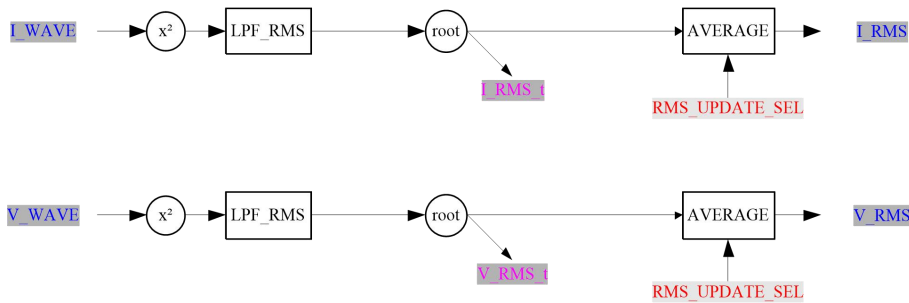 I_WAVE x² LPF_RMS root AVERAGE I_RMS
I_RMS_t
RMS_UPDATE_SEL
V_WAVE x² LPF_RMS root AVERAGE V_RMS
V_RMS_t
RMS_UPDATE_SEL